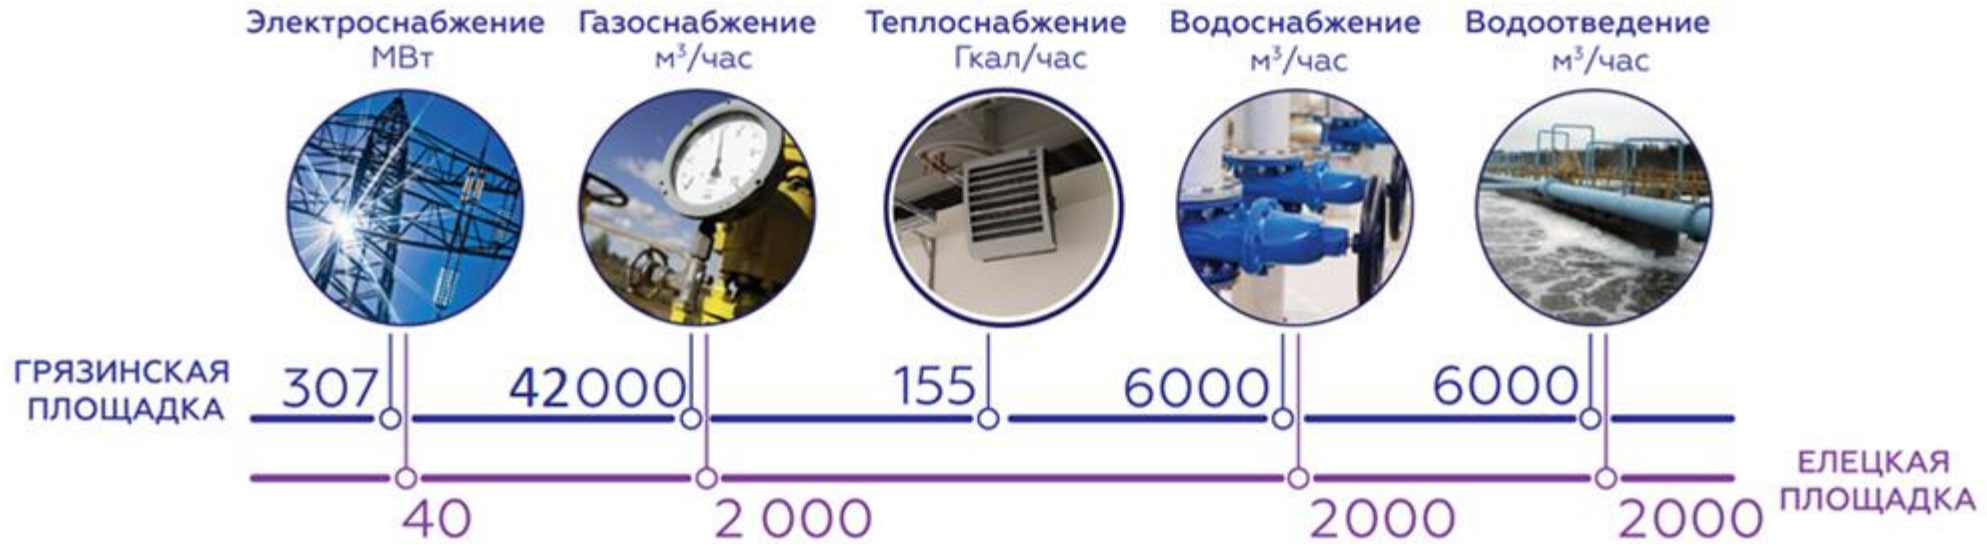 Электроснабжение
МВт
Газоснабжение
м³/час
Теплоснабжение
Гкал/час
Водоснабжение
м³/час
Водоотведение
м³/час
ГРЯЗИНСКАЯ
ПЛОЩАДКА
307
42000
155
6000
6000
40
2 000
2000
2000
ЕЛЕЦКАЯ
ПЛОЩАДКА